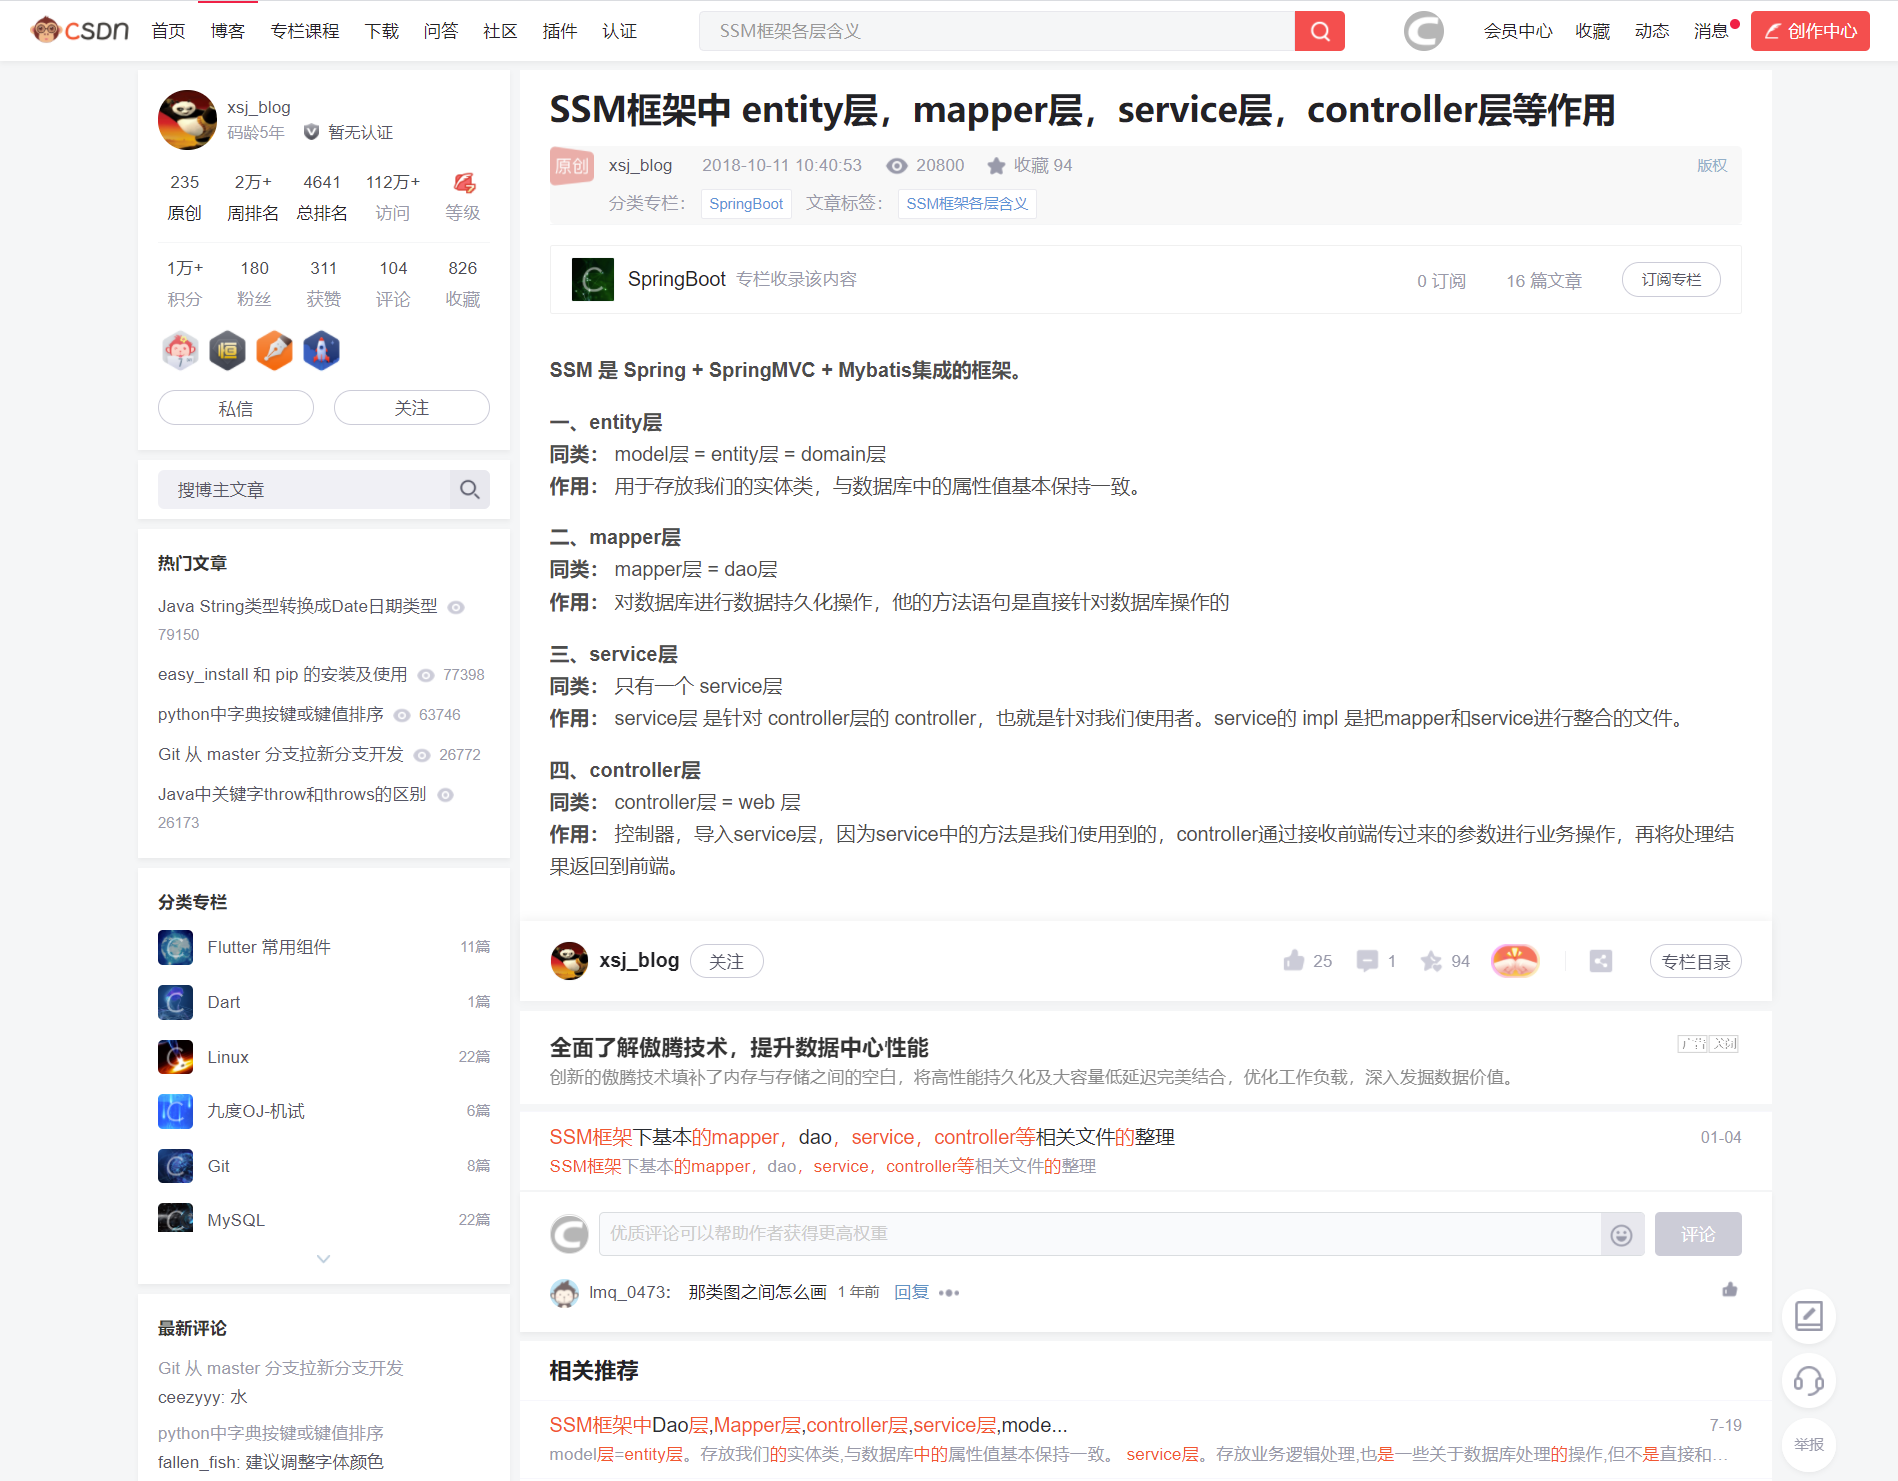 CSDN 首页 博客 专栏课程 下载 问答 社区 插件 认证 SSM框架各层含义 会员中心 收藏 动态 消息 创作中心
xsj_blog
码龄5年 暂无认证
235 2万+ 4641 112万+
原创 周排名 总排名 访问 等级
1万+ 180 311 104 826
积分 粉丝 获赞 评论 收藏
私信 关注
搜博主文章
热门文章
Java String类型转换成Date日期类型
79150
easy_install 和 pip 的安装及使用 77398
python中字典按键或键值排序 63746
Git 从 master 分支拉新分支开发 26772
Java中关键字throw和throws的区别
26173
分类专栏
Flutter 常用组件 11篇
Dart 1篇
Linux 22篇
九度OJ-机试 6篇
Git 8篇
MySQL 22篇
最新评论
Git 从 master 分支拉新分支开发
ceezyyy: 水
python中字典按键或键值排序
fallen_fish: 建议调整字体颜色
SSM框架中 entity层，mapper层，service层，controller层等作用
原创 xsj_blog 2018-10-11 10:40:53 20800 收藏 94 版权
分类专栏： SpringBoot 文章标签： SSM框架各层含义
SpringBoot 专栏收录该内容 0 订阅 16 篇文章 订阅专栏
SSM 是 Spring + SpringMVC + Mybatis集成的框架。
一、entity层
同类： model层 = entity层 = domain层
作用： 用于存放我们的实体类，与数据库中的属性值基本保持一致。
二、mapper层
同类： mapper层 = dao层
作用： 对数据库进行数据持久化操作，他的方法语句是直接针对数据库操作的
三、service层
同类： 只有一个 service层
作用： service层 是针对 controller层的 controller，也就是针对我们使用者。service的 impl 是把mapper和service进行整合的文件。
四、controller层
同类： controller层 = web 层
作用： 控制器，导入service层，因为service中的方法是我们使用到的，controller通过接收前端传过来的参数进行业务操作，再将处理结
果返回到前端。
xsj_blog 关注 25 1 94 专栏目录
全面了解傲腾技术，提升数据中心性能 广告 关闭
创新的傲腾技术填补了内存与存储之间的空白，将高性能持久化及大容量低延迟完美结合，优化工作负载，深入发掘数据价值。
SSM框架下基本的mapper，dao，service，controller等相关文件的整理 01-04
SSM框架下基本的mapper，dao，service，controller等相关文件的整理
优质评论可以帮助作者获得更高权重 评论
lmq_0473： 那类图之间怎么画 1 年前 回复
相关推荐
SSM框架中Dao层,Mapper层,controller层,service层,mode... 7-19
model层=entity层。存放我们的实体类,与数据库中的属性值基本保持一致。 service层。存放业务逻辑处理,也是一些关于数据库处理的操作,但不是直接和...
举报